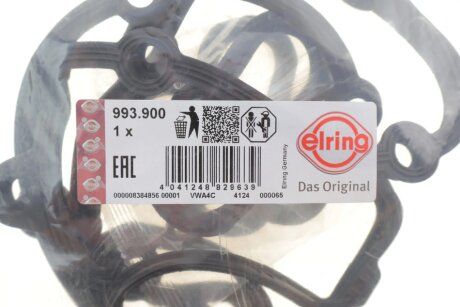 993.900
1 x
EAC
elring
Das Original
Elring Germany
4 041248 829639
000008384856 00001 VWA4C 4124 000065